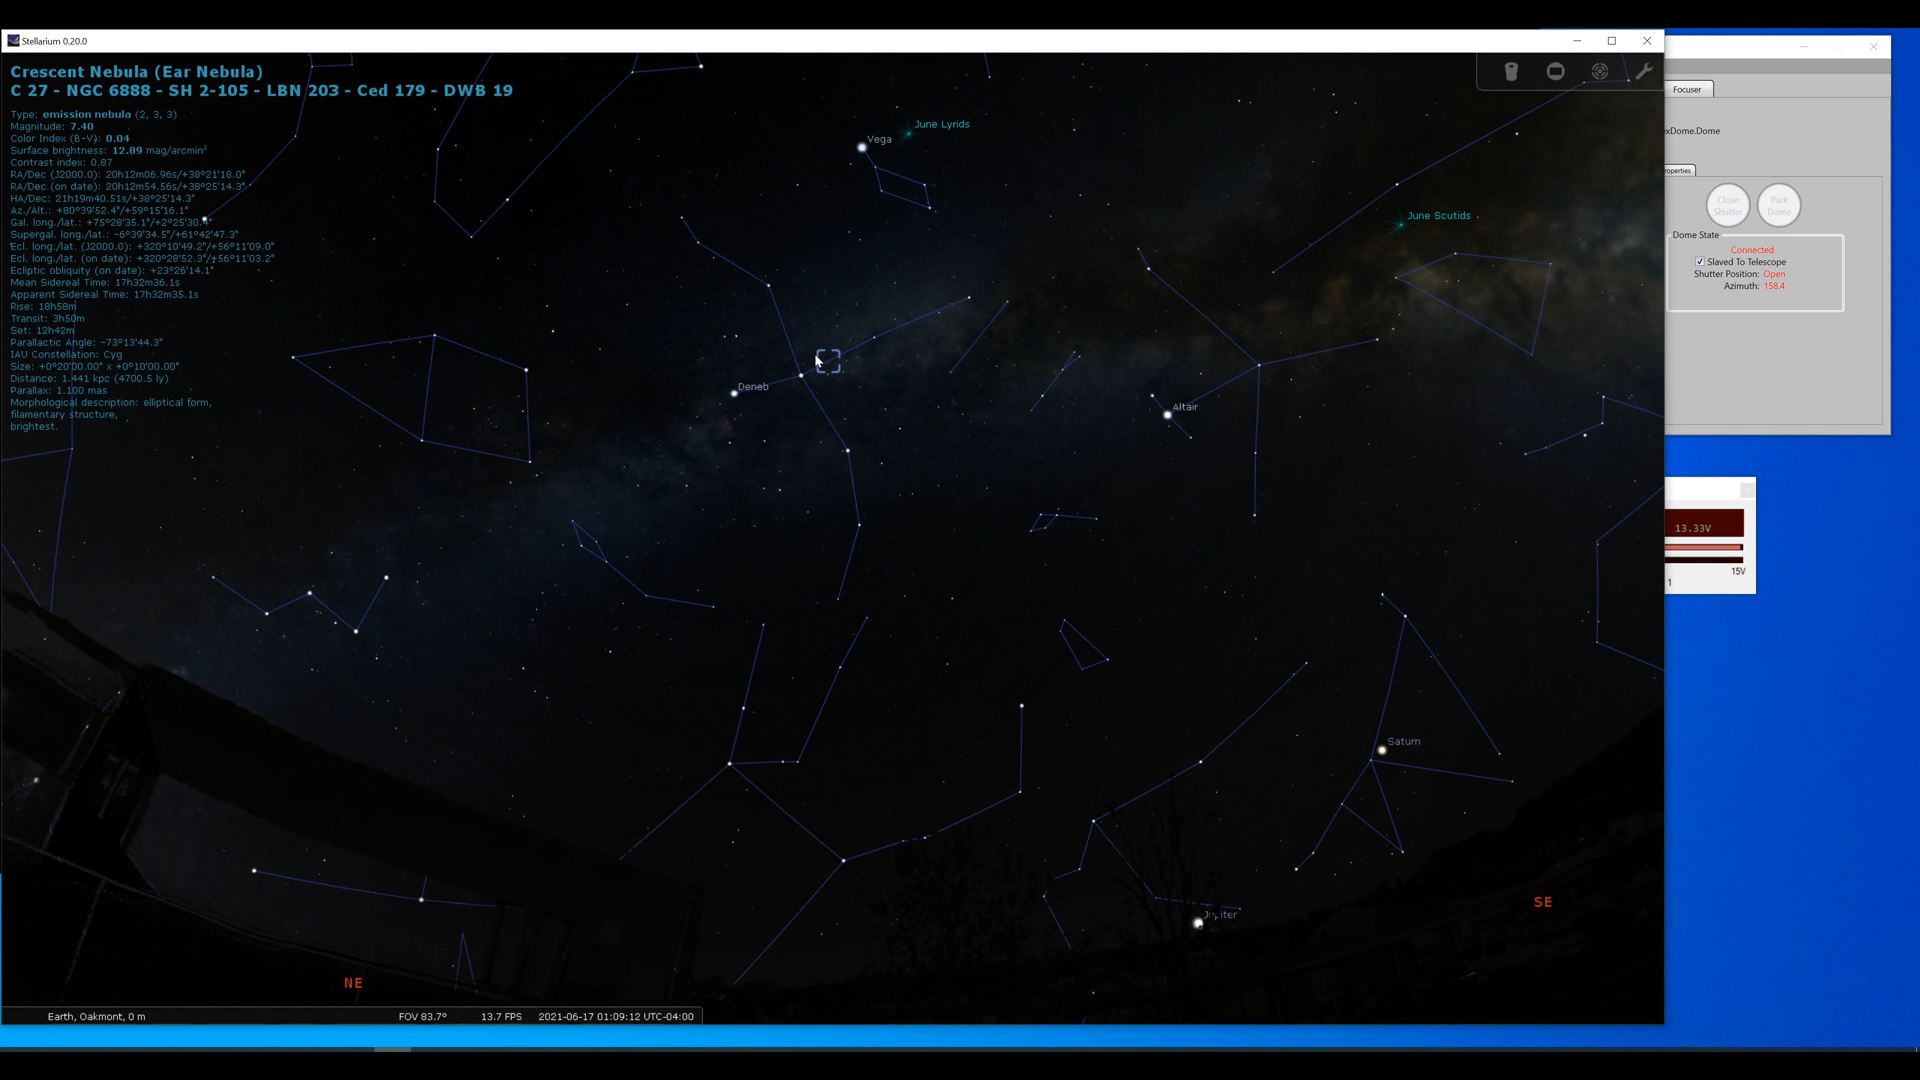 Stellarium 0.20.0
Crescent Nebula (Ear Nebula)
C 27 - NGC 6888 - SH 2-105 - LBN 203 - Ced 179 - DWB 19
Type: emission nebula (2, 3, 3)
Magnitude: 7.40
Color Index (B-V): 0.04
Surface brightness: 12.89 mag/arcmin²
Contrast index: 0.87
RA/Dec (J2000.0): 20h12m06.96s/+38°21'18.0"
RA/Dec (on date): 20h12m54.56s/+38°25'14.3"
HA/Dec: 21h19m40.51s/+38°25'14.3"
Az./Alt.: +80°39'52.4"/+59°15'16.1"
Gal. long./lat.: +75°28'35.1"/+2°25'30.4"
Supergal. long./lat.: -6°39'34.5"/+61°42'47.3"
Ecl. long./lat. (J2000.0): +320°10'49.2"/+56°11'09.0"
Ecl. long./lat. (on date): +320°28'52.3"/+56°11'03.2"
Ecliptic obliquity (on date): +23°26'14.1"
Mean Sidereal Time: 17h32m36.1s
Apparent Sidereal Time: 17h32m35.1s
Rise: 18h58m
Transit: 3h50m
Set: 12h42m
Parallactic Angle: -73°13'44.3"
IAU Constellation: Cyg
Size: +0°20'00.00" x +0°10'00.00"
Distance: 1.441 kpc (4700.5 ly)
Parallax: 1.100 mas
Morphological description: elliptical form,
filamentary structure,
brightest.
June Lyrids
Vega
June Scutids
Deneb
Altair
Saturn
Jupiter
SE
NE
Earth, Oakmont, 0 m
FOV 83.7°
13.7 FPS
2021-06-17 01:09:12 UTC-04:00
Focuser
xDome.Dome
roperties
Close
Shutter
Park
Dome
Dome State
Connected
Slaved To Telescope
Shutter Position: Open
Azimuth: 158.4
13.33V
15V
1